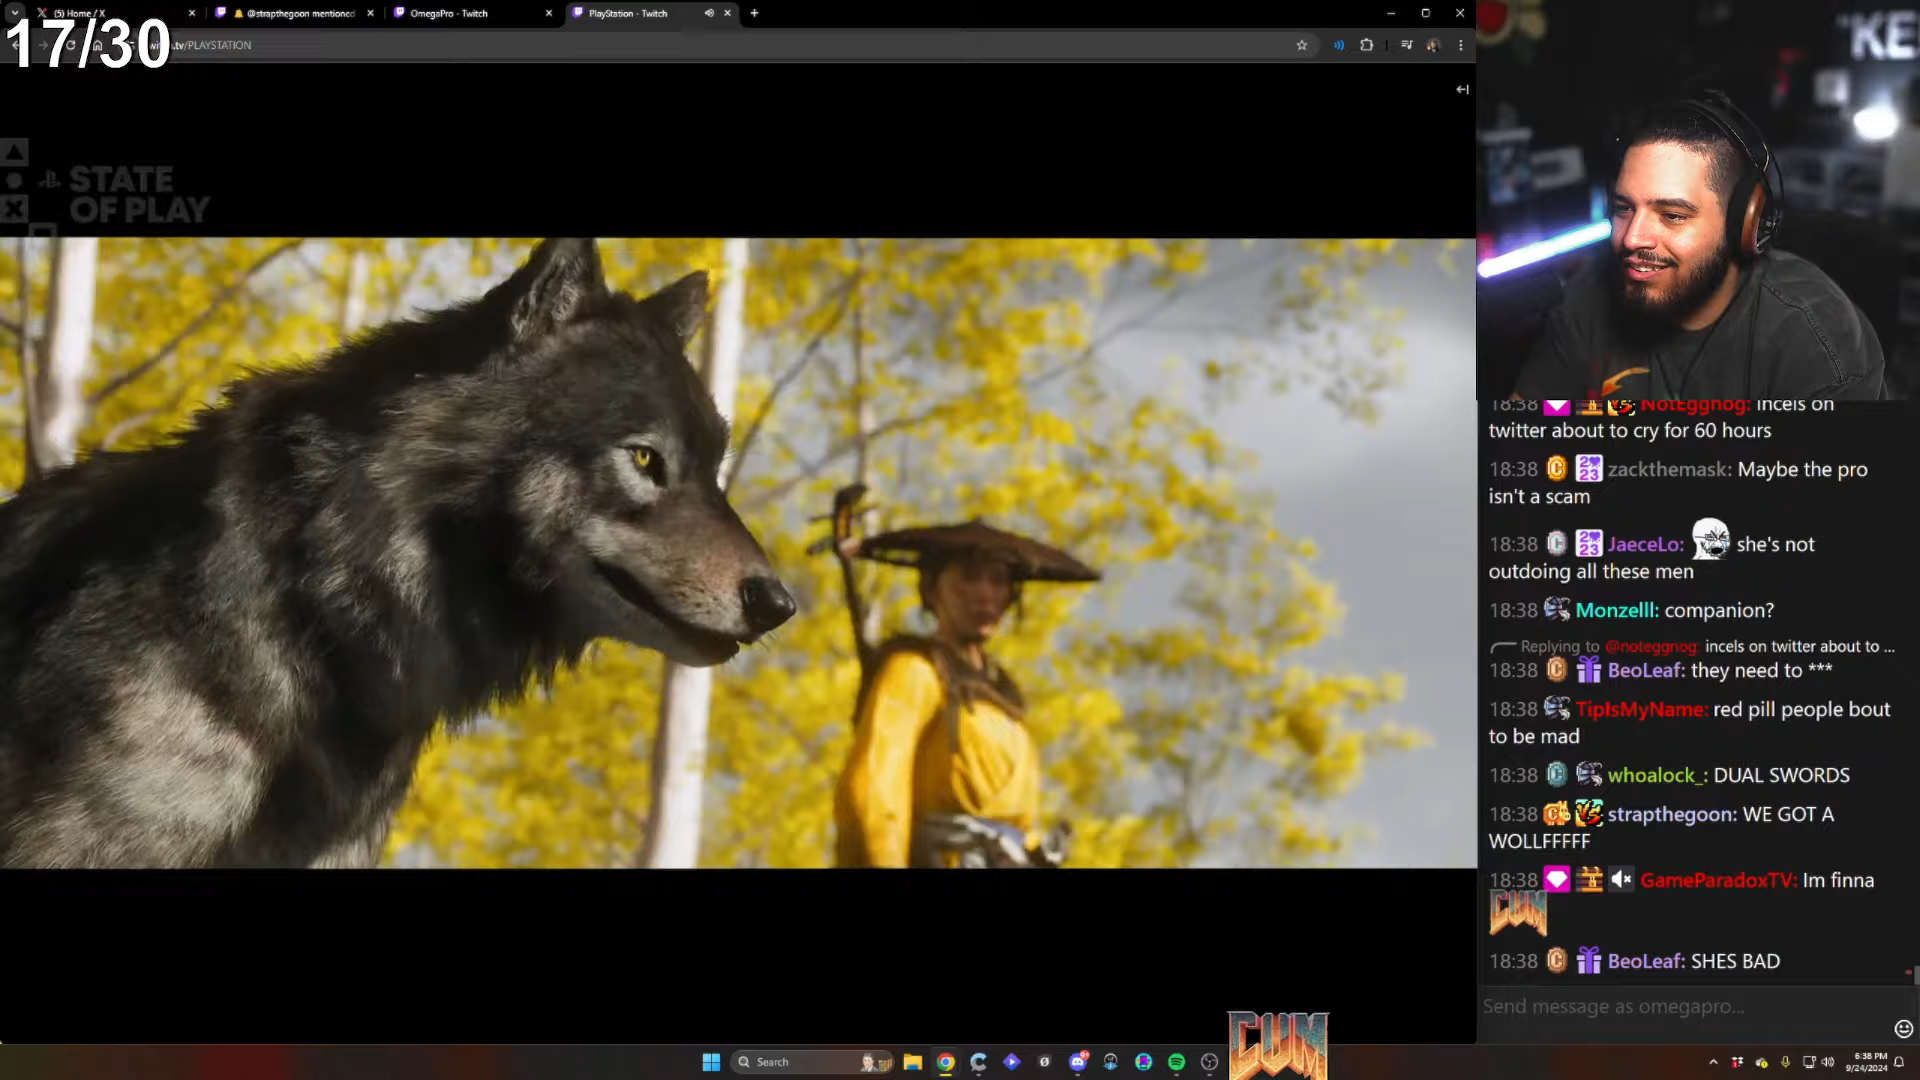 (5) Home / X
@strapthegoon mentioned
OmegaPro - Twitch
PlayStation - Twitch
17/30
.tv/PLAYSTATION
STATE
OF PLAY
"KE
18:38 NotEggnog: incels on
twitter about to cry for 60 hours
18:38 zackthemask: Maybe the pro
isn't a scam
18:38 JaeceLo: she's not
outdoing all these men
18:38 Monzelll: companion?
Replying to @noteggnog: incels on twitter about to ...
18:38 BeoLeaf: they need to ***
18:38 TipIsMyName: red pill people bout
to be mad
18:38 whoalock_: DUAL SWORDS
18:38 strapthegoon: WE GOT A
WOLLFFFFF
18:38 GameParadoxTV: Im finna
CUM
18:38 BeoLeaf: SHES BAD
Send message as omegapro...
CUM
Search
6:38 PM
9/24/2024